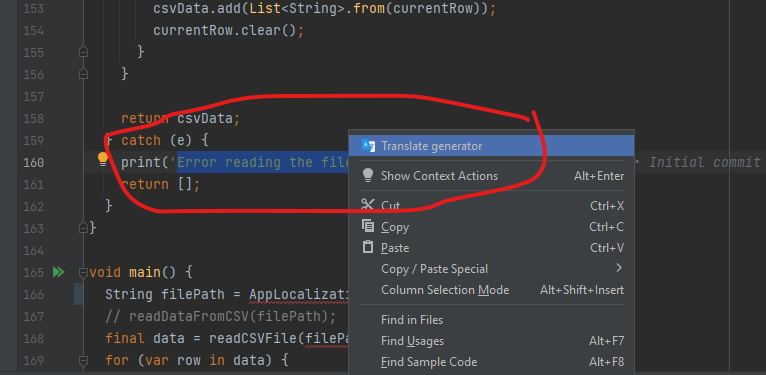 153 csvData.add(List<String>.from(currentRow));
154 currentRow.clear();
155 }
156 }
157
158 return csvData;
159 } catch (e) {
160 print('Error reading the file • Initial commit
161 return [];
162 }
163 }
164
165 void main() {
166 String filePath = AppLocalizati
167 // readDataFromCSV(filePath);
168 final data = readCSVFile(filePa
169 for (var row in data) {
Translate generator
Show Context Actions Alt+Enter
Cut Ctrl+X
Copy Ctrl+C
Paste Ctrl+V
Copy / Paste Special
Column Selection Mode Alt+Shift+Insert
Find in Files
Find Usages Alt+F7
Find Sample Code Alt+F8